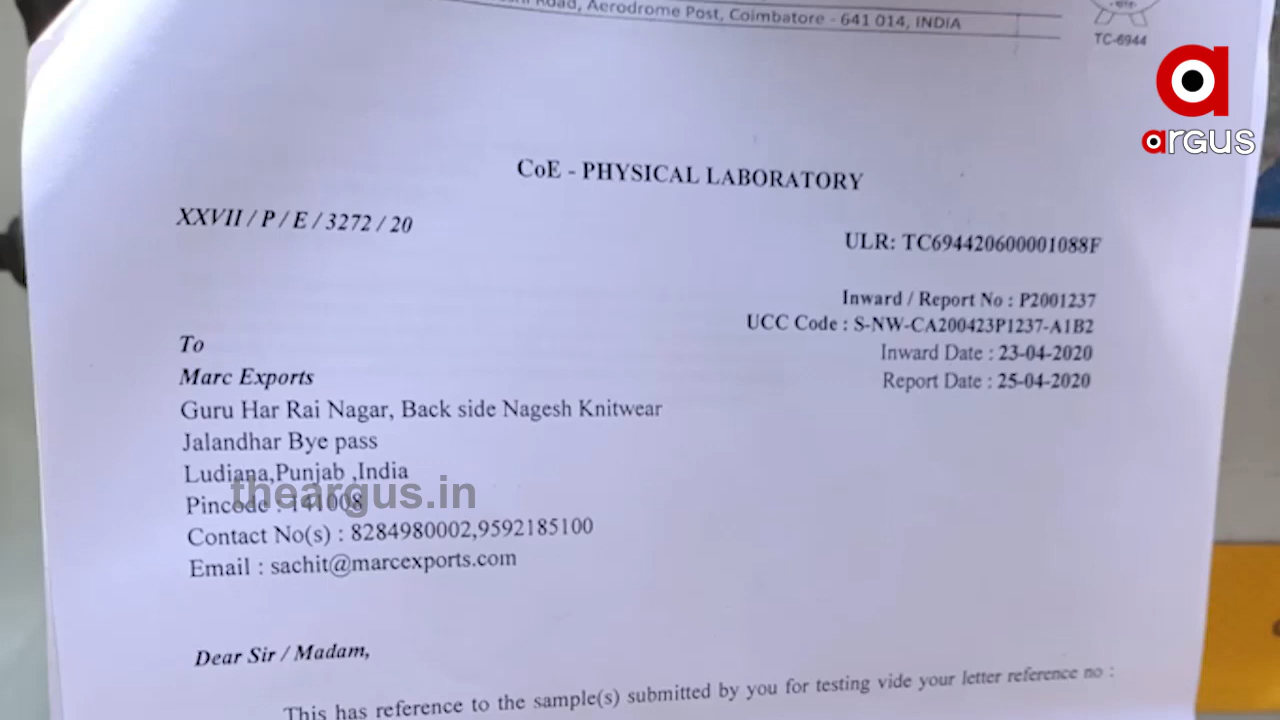 Road, Aerodrome Post, Coimbatore - 641 014, INDIA
TC-6944
argus
CoE - PHYSICAL LABORATORY
XXVII / P / E / 3272 / 20
ULR: TC694420600001088F
Inward / Report No : P2001237
UCC Code : S-NW-CA200423P1237-A1B2
Inward Date : 23-04-2020
Report Date : 25-04-2020
To
Marc Exports
Guru Har Rai Nagar, Back side Nagesh Knitwear
Jalandhar Bye pass
Ludiana,Punjab ,India
theargus.in
Pincode : 141008
Contact No(s) : 8284980002,9592185100
Email : sachit@marcexports.com
Dear Sir / Madam,
This has reference to the sample(s) submitted by you for testing vide your letter reference no :